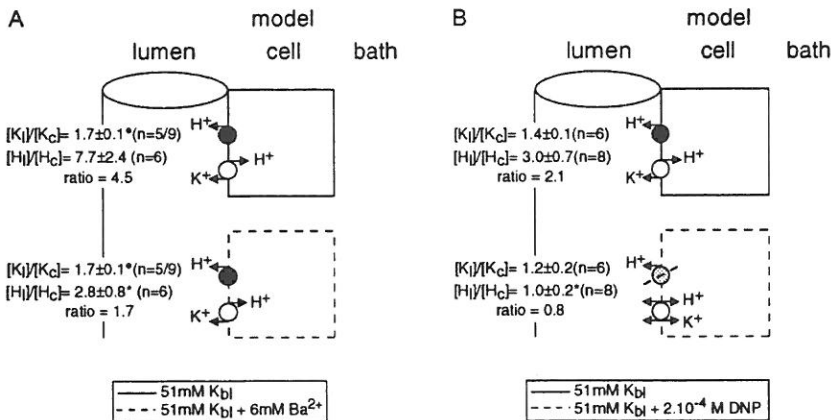 A
model
lumen cell bath
H+
[Kl]/[Kc]= 1.7±0.1*(n=5/9)
[Hl]/[Hc]= 7.7±2.4 (n=6)
ratio = 4.5
H+
K+
H+
[Kl]/[Kc]= 1.7±0.1*(n=5/9)
[Hl]/[Hc]= 2.8±0.8* (n=6)
ratio = 1.7
H+
K+
51mM Kbl
51mM Kbl + 6mM Ba2+
B
model
lumen cell bath
H+
[Kl]/[Kc]= 1.4±0.1(n=6)
[Hl]/[Hc]= 3.0±0.7(n=8)
ratio = 2.1
H+
K+
H+
[Kl]/[Kc]= 1.2±0.2(n=6)
[Hl]/[Hc]= 1.0±0.2*(n=8)
ratio = 0.8
H+
K+
51mM Kbl
51mM Kbl + 2.10-4 M DNP